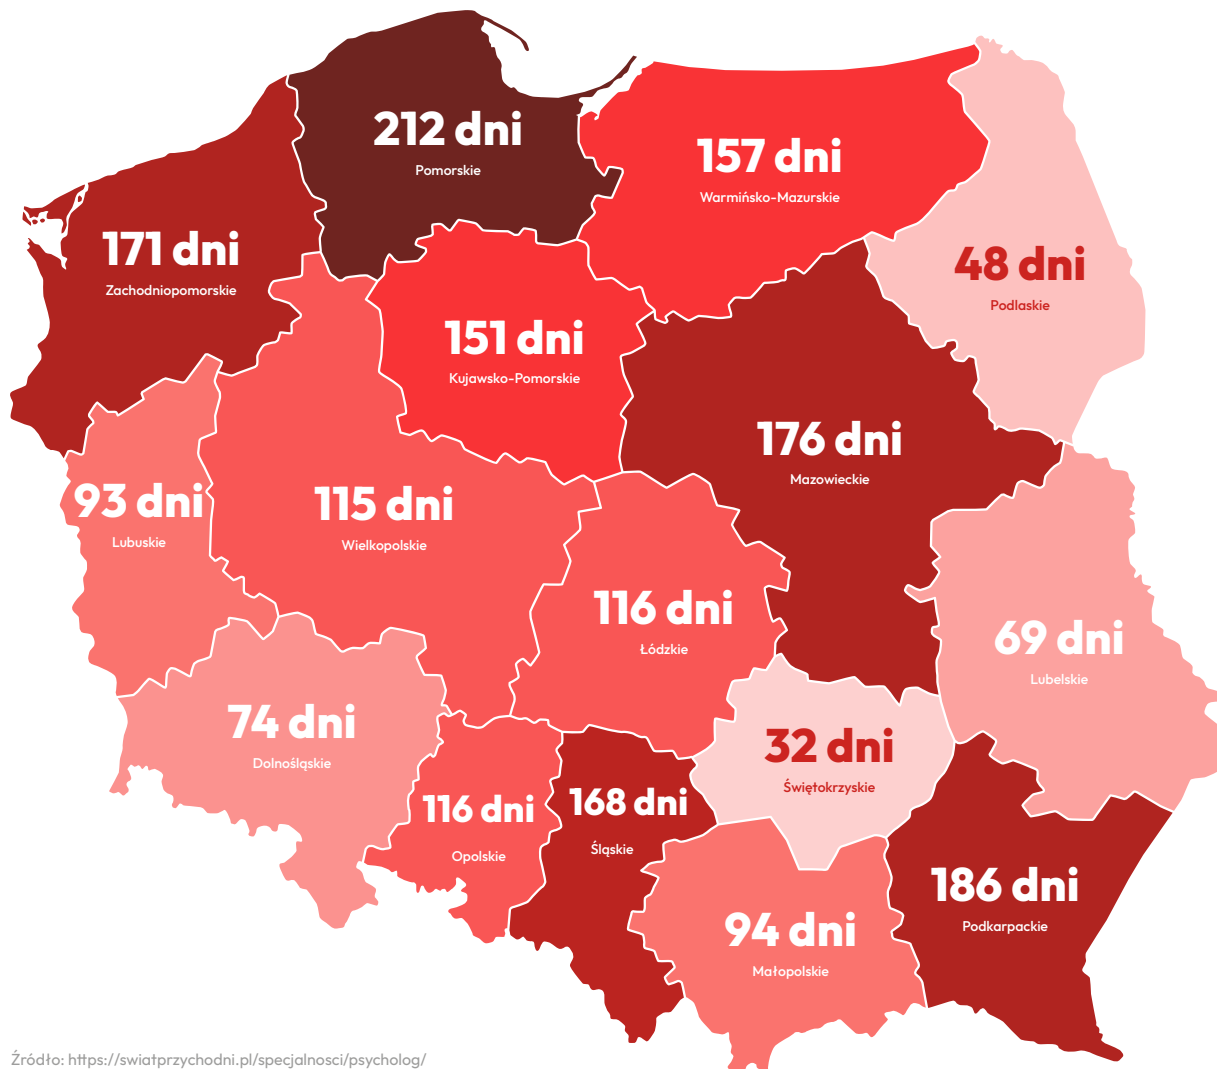 212 dni
Pomorskie
157 dni
Warmińsko-Mazurskie
171 dni
Zachodniopomorskie
48 dni
Podlaskie
151 dni
Kujawsko-Pomorskie
176 dni
Mazowieckie
93 dni
Lubuskie
115 dni
Wielkopolskie
116 dni
Łódzkie
69 dni
Lubelskie
74 dni
Dolnośląskie
32 dni
Świętokrzyskie
116 dni
Opolskie
168 dni
Śląskie
186 dni
Podkarpackie
94 dni
Małopolskie
Źródło: https://swiatprzychodni.pl/specjalnosci/psycholog/